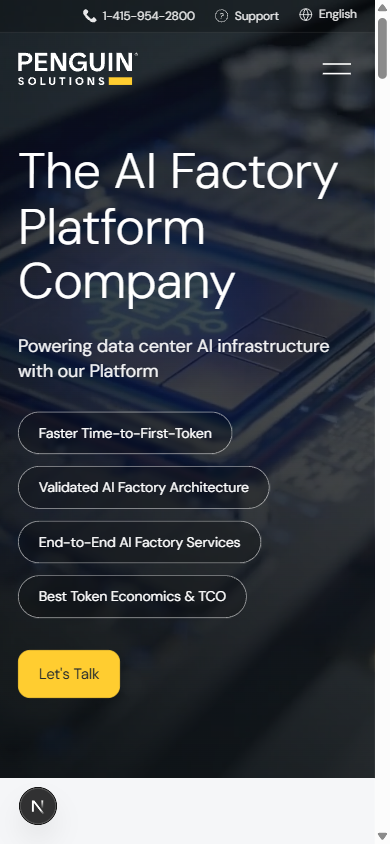 1-415-954-2800
Support
English
PENGUIN
SOLUTIONS
The AI Factory
Platform
Company
Powering data center AI infrastructure
with our Platform
Faster Time-to-First-Token
Validated AI Factory Architecture
End-to-End AI Factory Services
Best Token Economics & TCO
Let's Talk
N